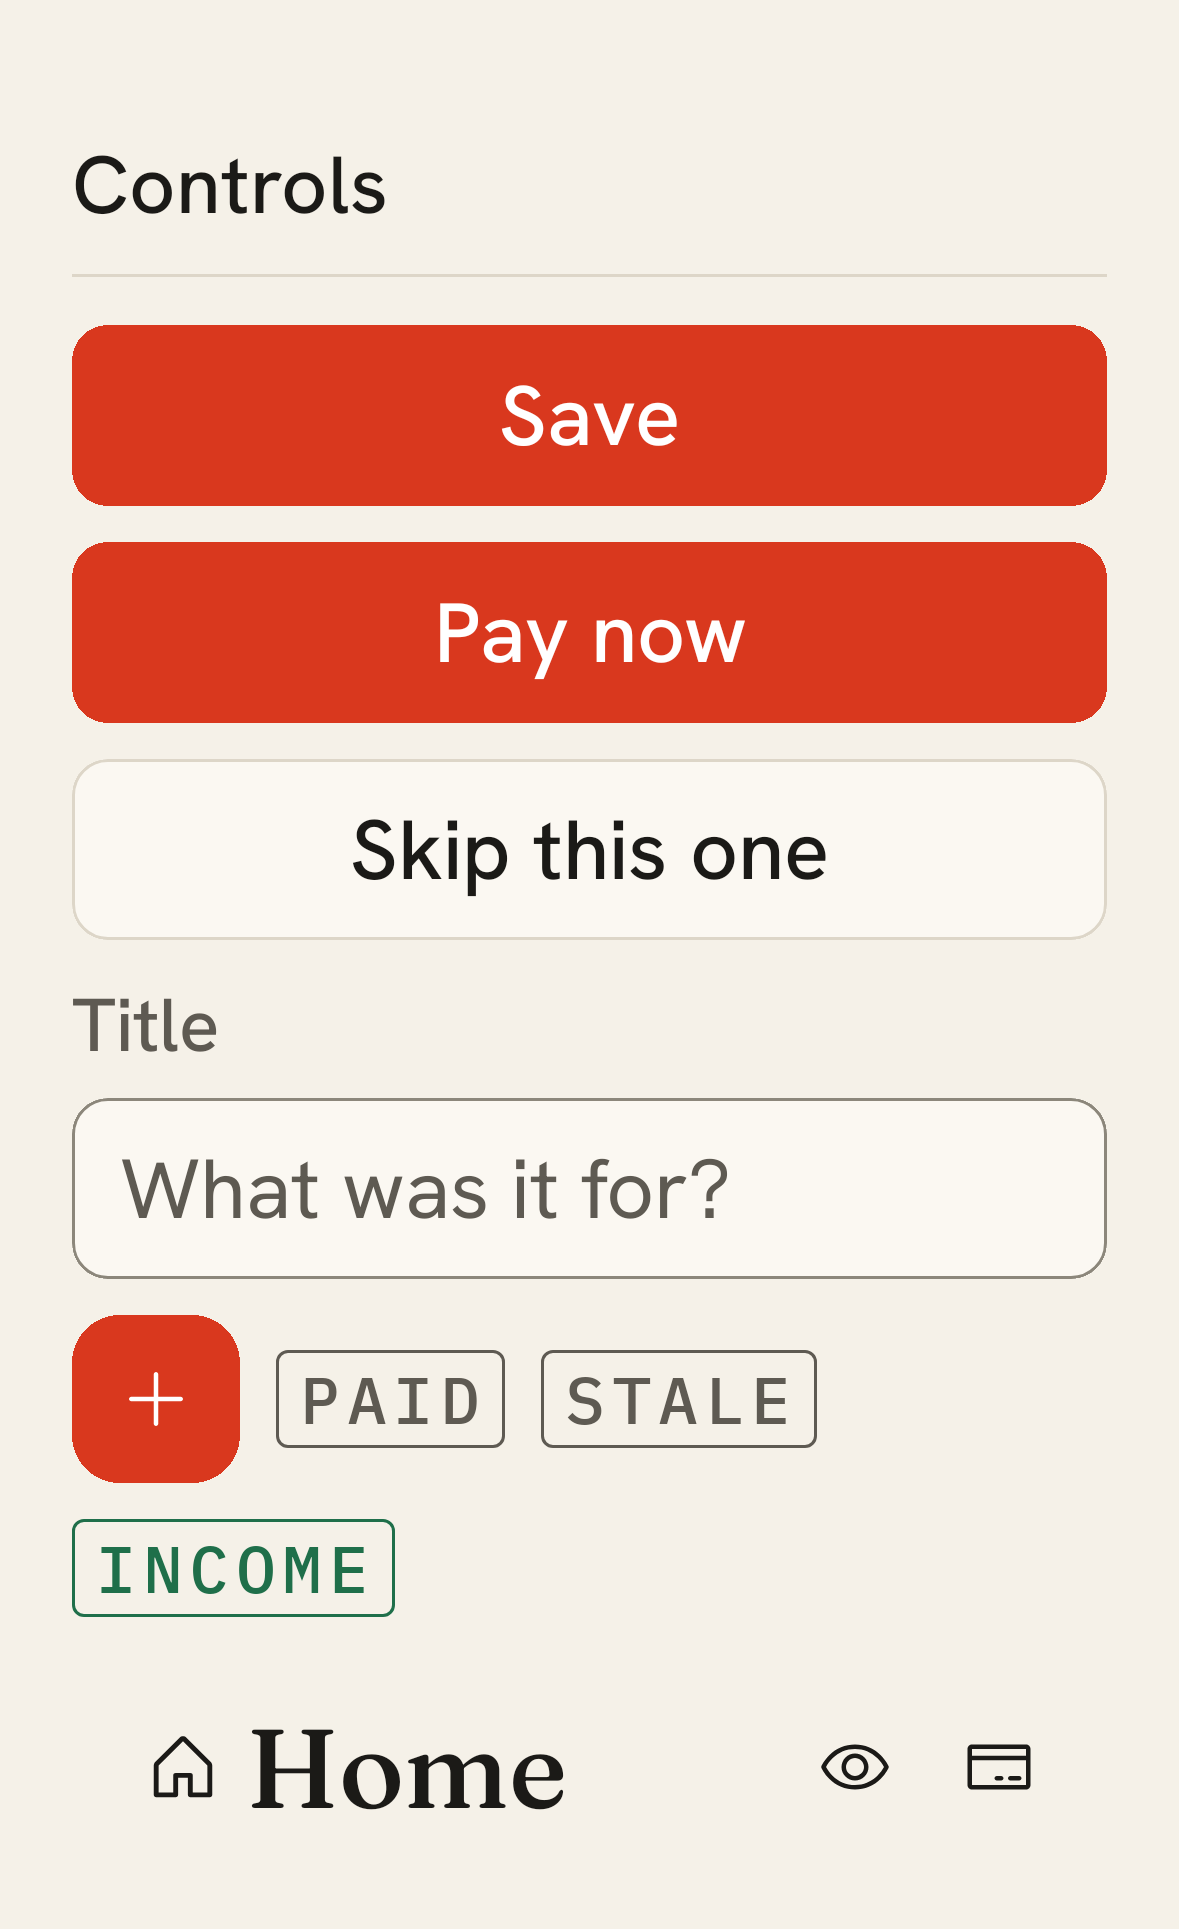 Controls
Save
Pay now
Skip this one
Title
What was it for?
PAID STALE
INCOME
Home